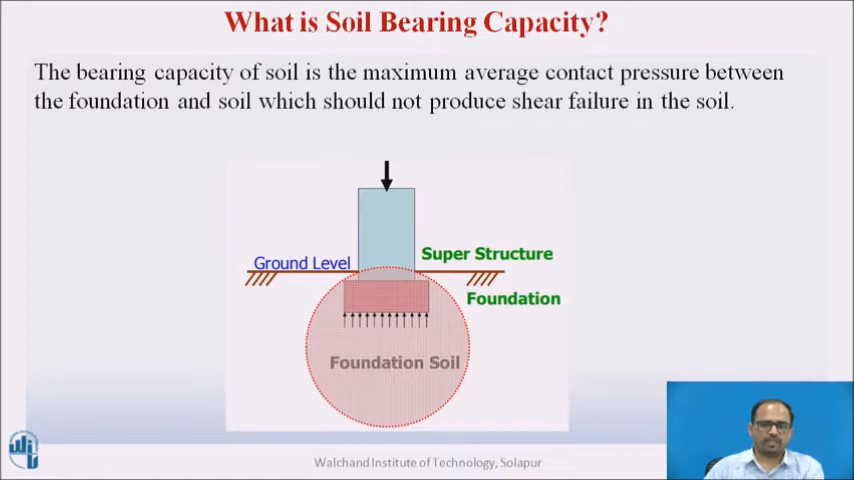 What is Soil Bearing Capacity?
The bearing capacity of soil is the maximum average contact pressure between
the foundation and soil which should not produce shear failure in the soil.
Ground Level
Super Structure
Foundation
Foundation Soil
Walchand Institute of Technology, Solapur